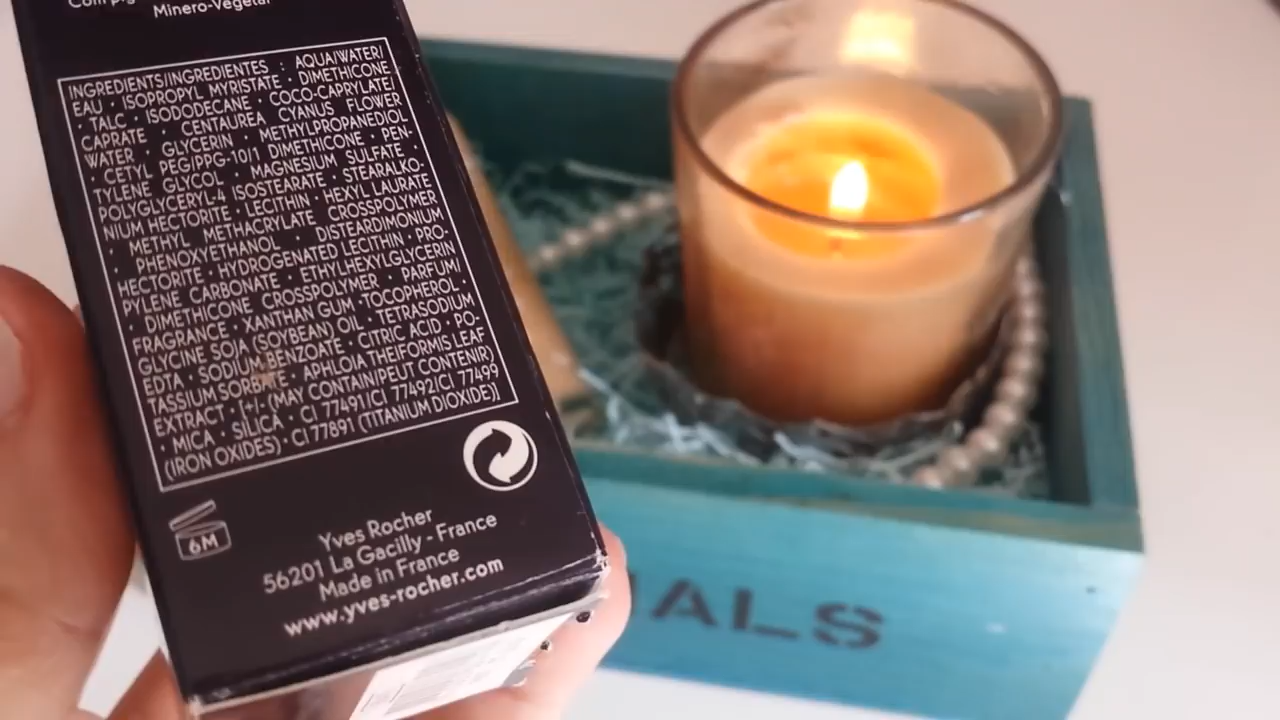 Minero-Vegetal
INGREDIENTS/INGREDIENTES : AQUA/WATER/
EAU · ISOPROPYL MYRISTATE · DIMETHICONE
· TALC · ISODODECANE · COCO-CAPRYLATE/
CAPRATE · CENTAUREA CYANUS FLOWER
WATER · GLYCERIN · METHYLPROPANEDIOL
· CETYL PEG/PPG-10/1 DIMETHICONE · PEN-
TYLENE GLYCOL · MAGNESIUM SULFATE ·
POLYGLYCERYL-4 ISOSTEARATE · STEARALKO-
NIUM HECTORITE · LECITHIN · HEXYL LAURATE
· METHYL METHACRYLATE CROSSPOLYMER
· PHENOXYETHANOL · DISTEARDIMONIUM
HECTORITE · HYDROGENATED LECITHIN · PRO-
PYLENE CARBONATE · ETHYLHEXYLGLYCERIN
· DIMETHICONE CROSSPOLYMER · PARFUM/
FRAGRANCE · XANTHAN GUM · TOCOPHEROL ·
GLYCINE SOJA (SOYBEAN) OIL · TETRASODIUM
EDTA · SODIUM BENZOATE · CITRIC ACID · PO-
TASSIUM SORBATE · APHLOIA THEIFORMIS LEAF
EXTRACT · [+/- (MAY CONTAIN/PEUT CONTENIR)
· MICA · SILICA · CI 77491/CI 77492/CI 77499
(IRON OXIDES) · CI 77891 (TITANIUM DIOXIDE)]
6M
Yves Rocher
56201 La Gacilly - France
Made in France
www.yves-rocher.com
ALS